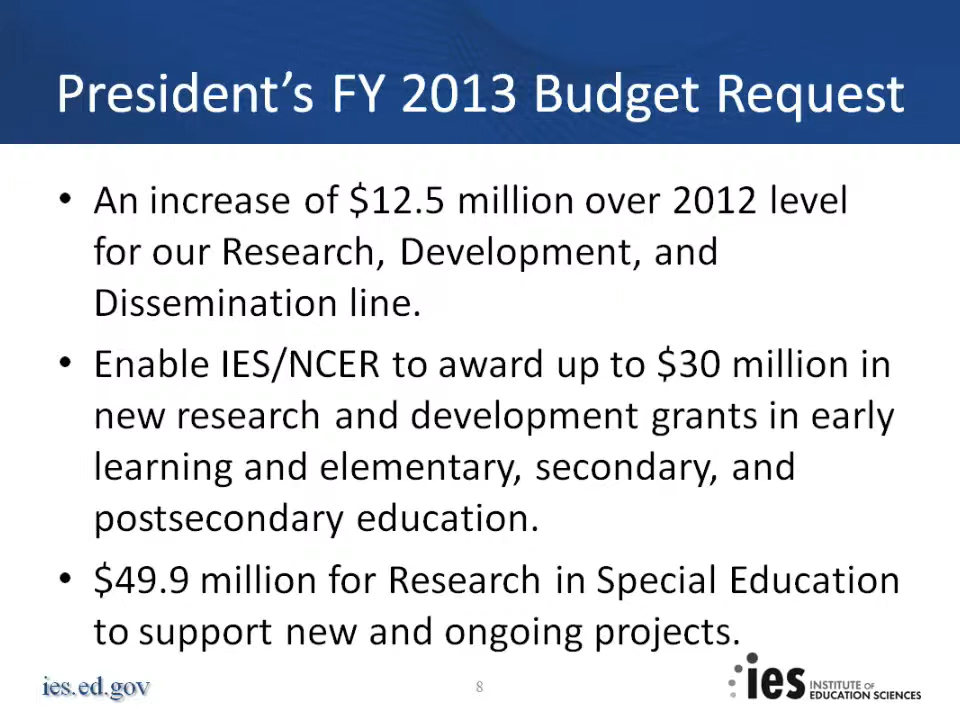 President’s FY 2013 Budget Request
• An increase of $12.5 million over 2012 level
for our Research, Development, and
Dissemination line.
• Enable IES/NCER to award up to $30 million in
new research and development grants in early
learning and elementary, secondary, and
postsecondary education.
• $49.9 million for Research in Special Education
to support new and ongoing projects.
ies.ed.gov
8
ies INSTITUTE OF
EDUCATION SCIENCES